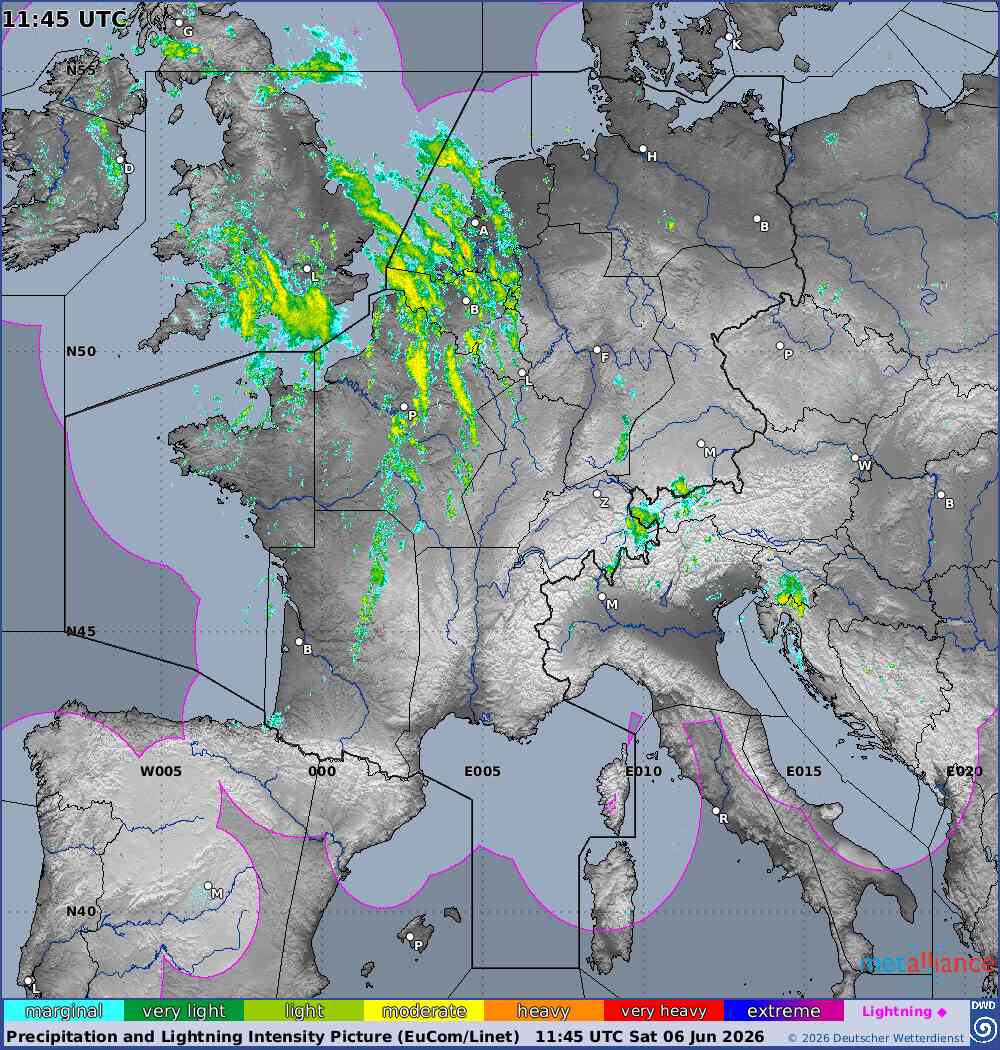 11:45 UTC
G
K
N55
D
H
A
B
L
B
N50
F
P
L
P
M
W
Z
B
M
N45
B
W005
000
E005
E010
E015
E020
R
M
N40
P
L
metalliance
marginal very light light moderate heavy very heavy extreme Lightning ◆
DWD
Precipitation and Lightning Intensity Picture (EuCom/Linet) 11:45 UTC Sat 06 Jun 2026 © 2026 Deutscher Wetterdienst